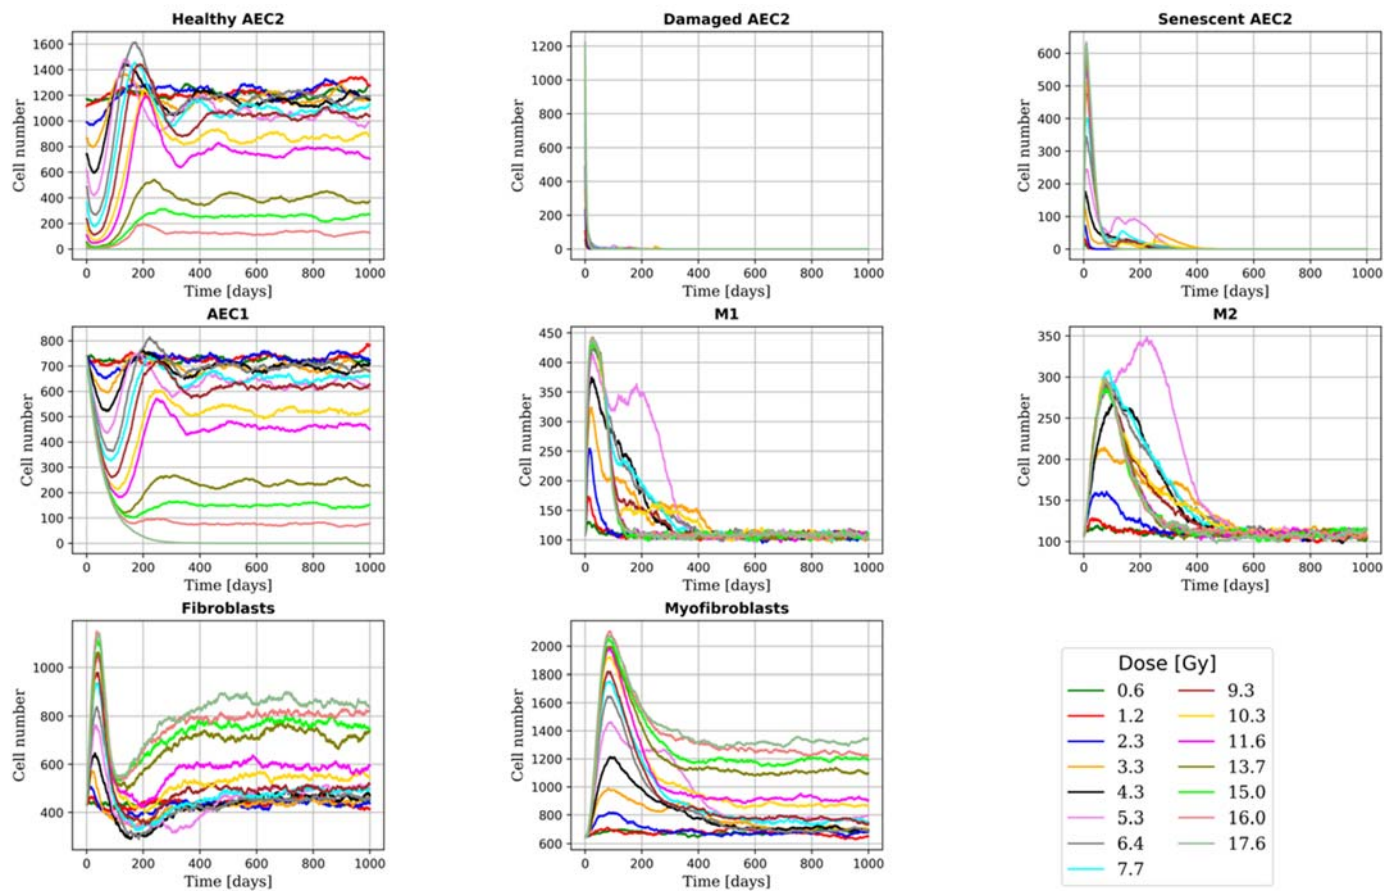 Healthy AEC2
Cell number
1600
1400
1200
1000
800
600
400
200
0
0 200 400 600 800 1000
Time [days]
Damaged AEC2
Cell number
1200
1000
800
600
400
200
0
0 200 400 600 800 1000
Time [days]
Senescent AEC2
Cell number
600
500
400
300
200
100
0
0 200 400 600 800 1000
Time [days]
AEC1
Cell number
800
700
600
500
400
300
200
100
0
0 200 400 600 800 1000
Time [days]
M1
Cell number
450
400
350
300
250
200
150
100
0 200 400 600 800 1000
Time [days]
M2
Cell number
350
300
250
200
150
100
0 200 400 600 800 1000
Time [days]
Fibroblasts
Cell number
1000
800
600
400
0 200 400 600 800 1000
Time [days]
Myofibroblasts
Cell number
2000
1800
1600
1400
1200
1000
800
600
0 200 400 600 800 1000
Time [days]
Dose [Gy]
0.6 9.3
1.2 10.3
2.3 11.6
3.3 13.7
4.3 15.0
5.3 16.0
6.4 17.6
7.7